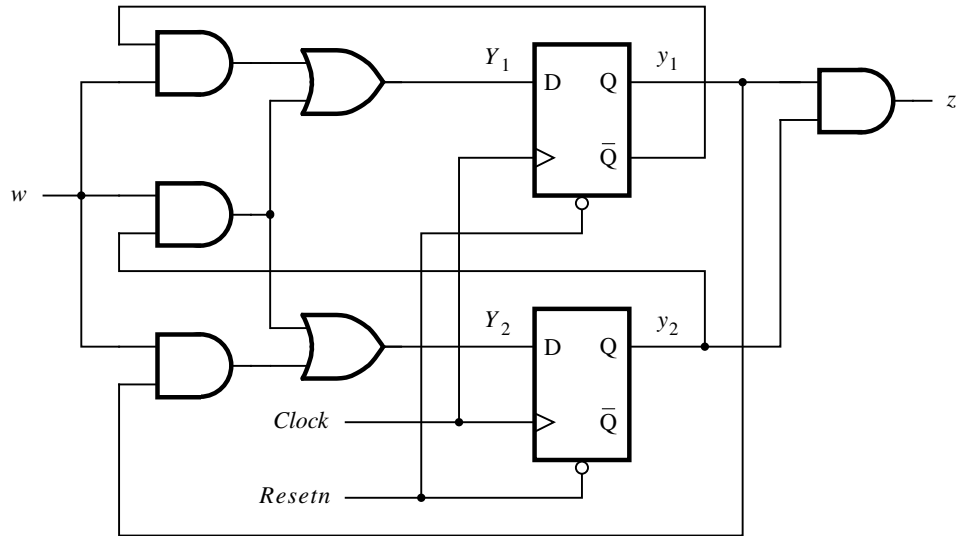 Y1 y1
D Q
Q̅
z
w
Y2 y2
D Q
Clock Q̅
Resetn